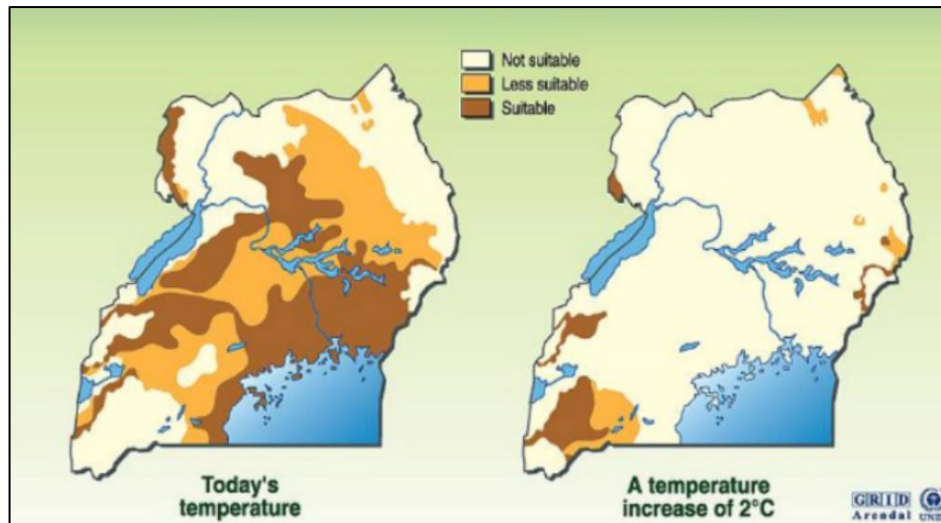 Not suitable
Less suitable
Suitable
Today's
temperature
A temperature
increase of 2°C
GRID
Arendal